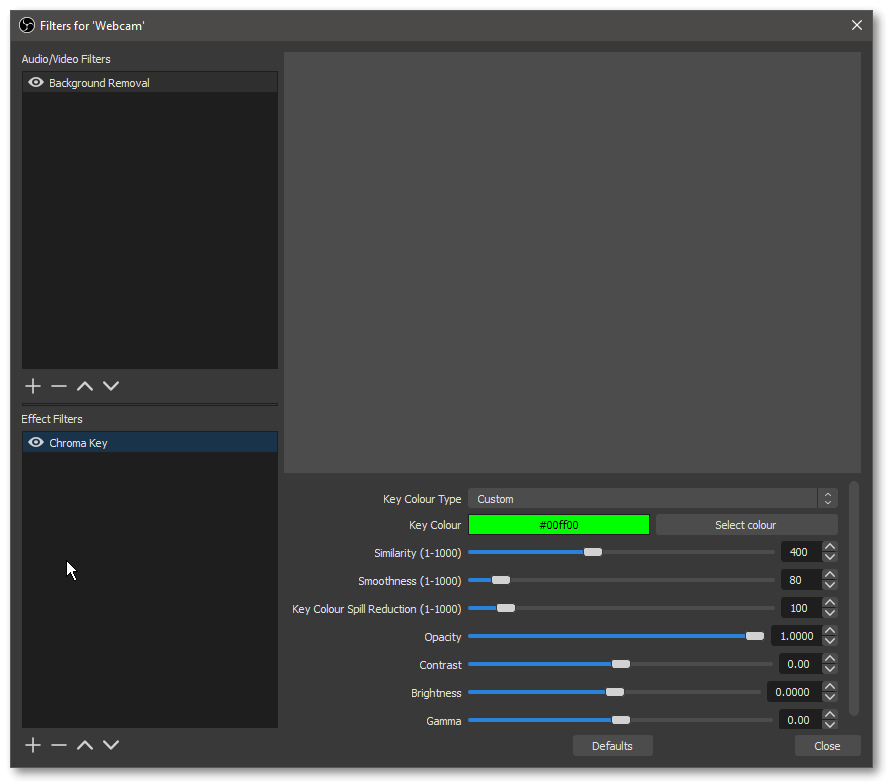 Filters for 'Webcam'
Audio/Video Filters
Background Removal
Effect Filters
Chroma Key
Key Colour Type Custom
Key Colour #00ff00 Select colour
Similarity (1-1000) 400
Smoothness (1-1000) 80
Key Colour Spill Reduction (1-1000) 100
Opacity 1.0000
Contrast 0.00
Brightness 0.0000
Gamma 0.00
Defaults Close